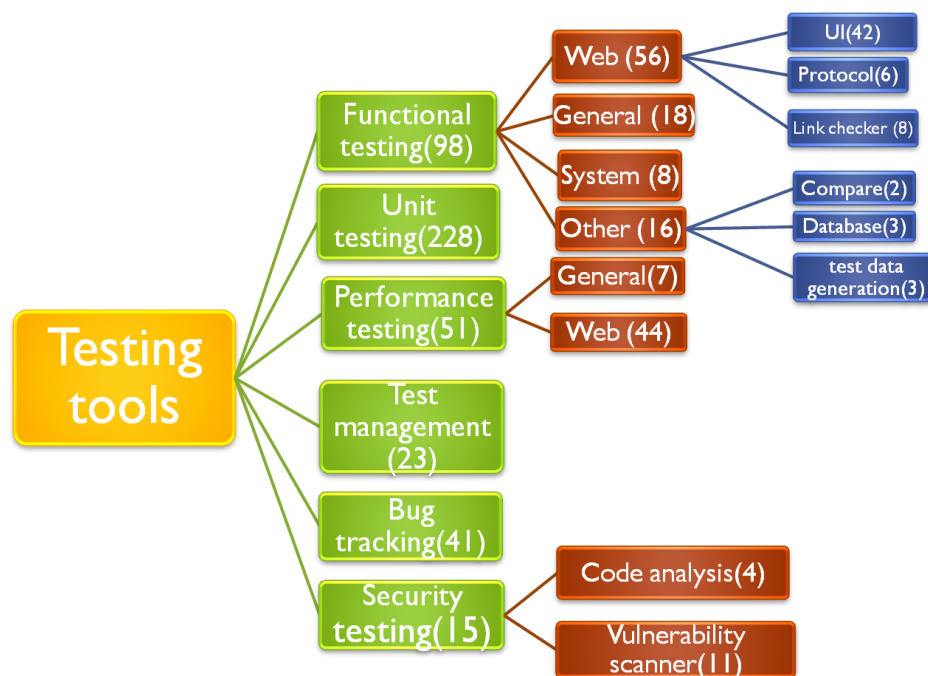 Testing
tools
Functional
testing(98)
Unit
testing(228)
Performance
testing(51)
Test
management
(23)
Bug
tracking(41)
Security
testing(15)
Web (56)
General (18)
System (8)
Other (16)
General(7)
Web (44)
Code analysis(4)
Vulnerability
scanner(11)
UI(42)
Protocol(6)
Link checker (8)
Compare(2)
Database(3)
test data
generation(3)